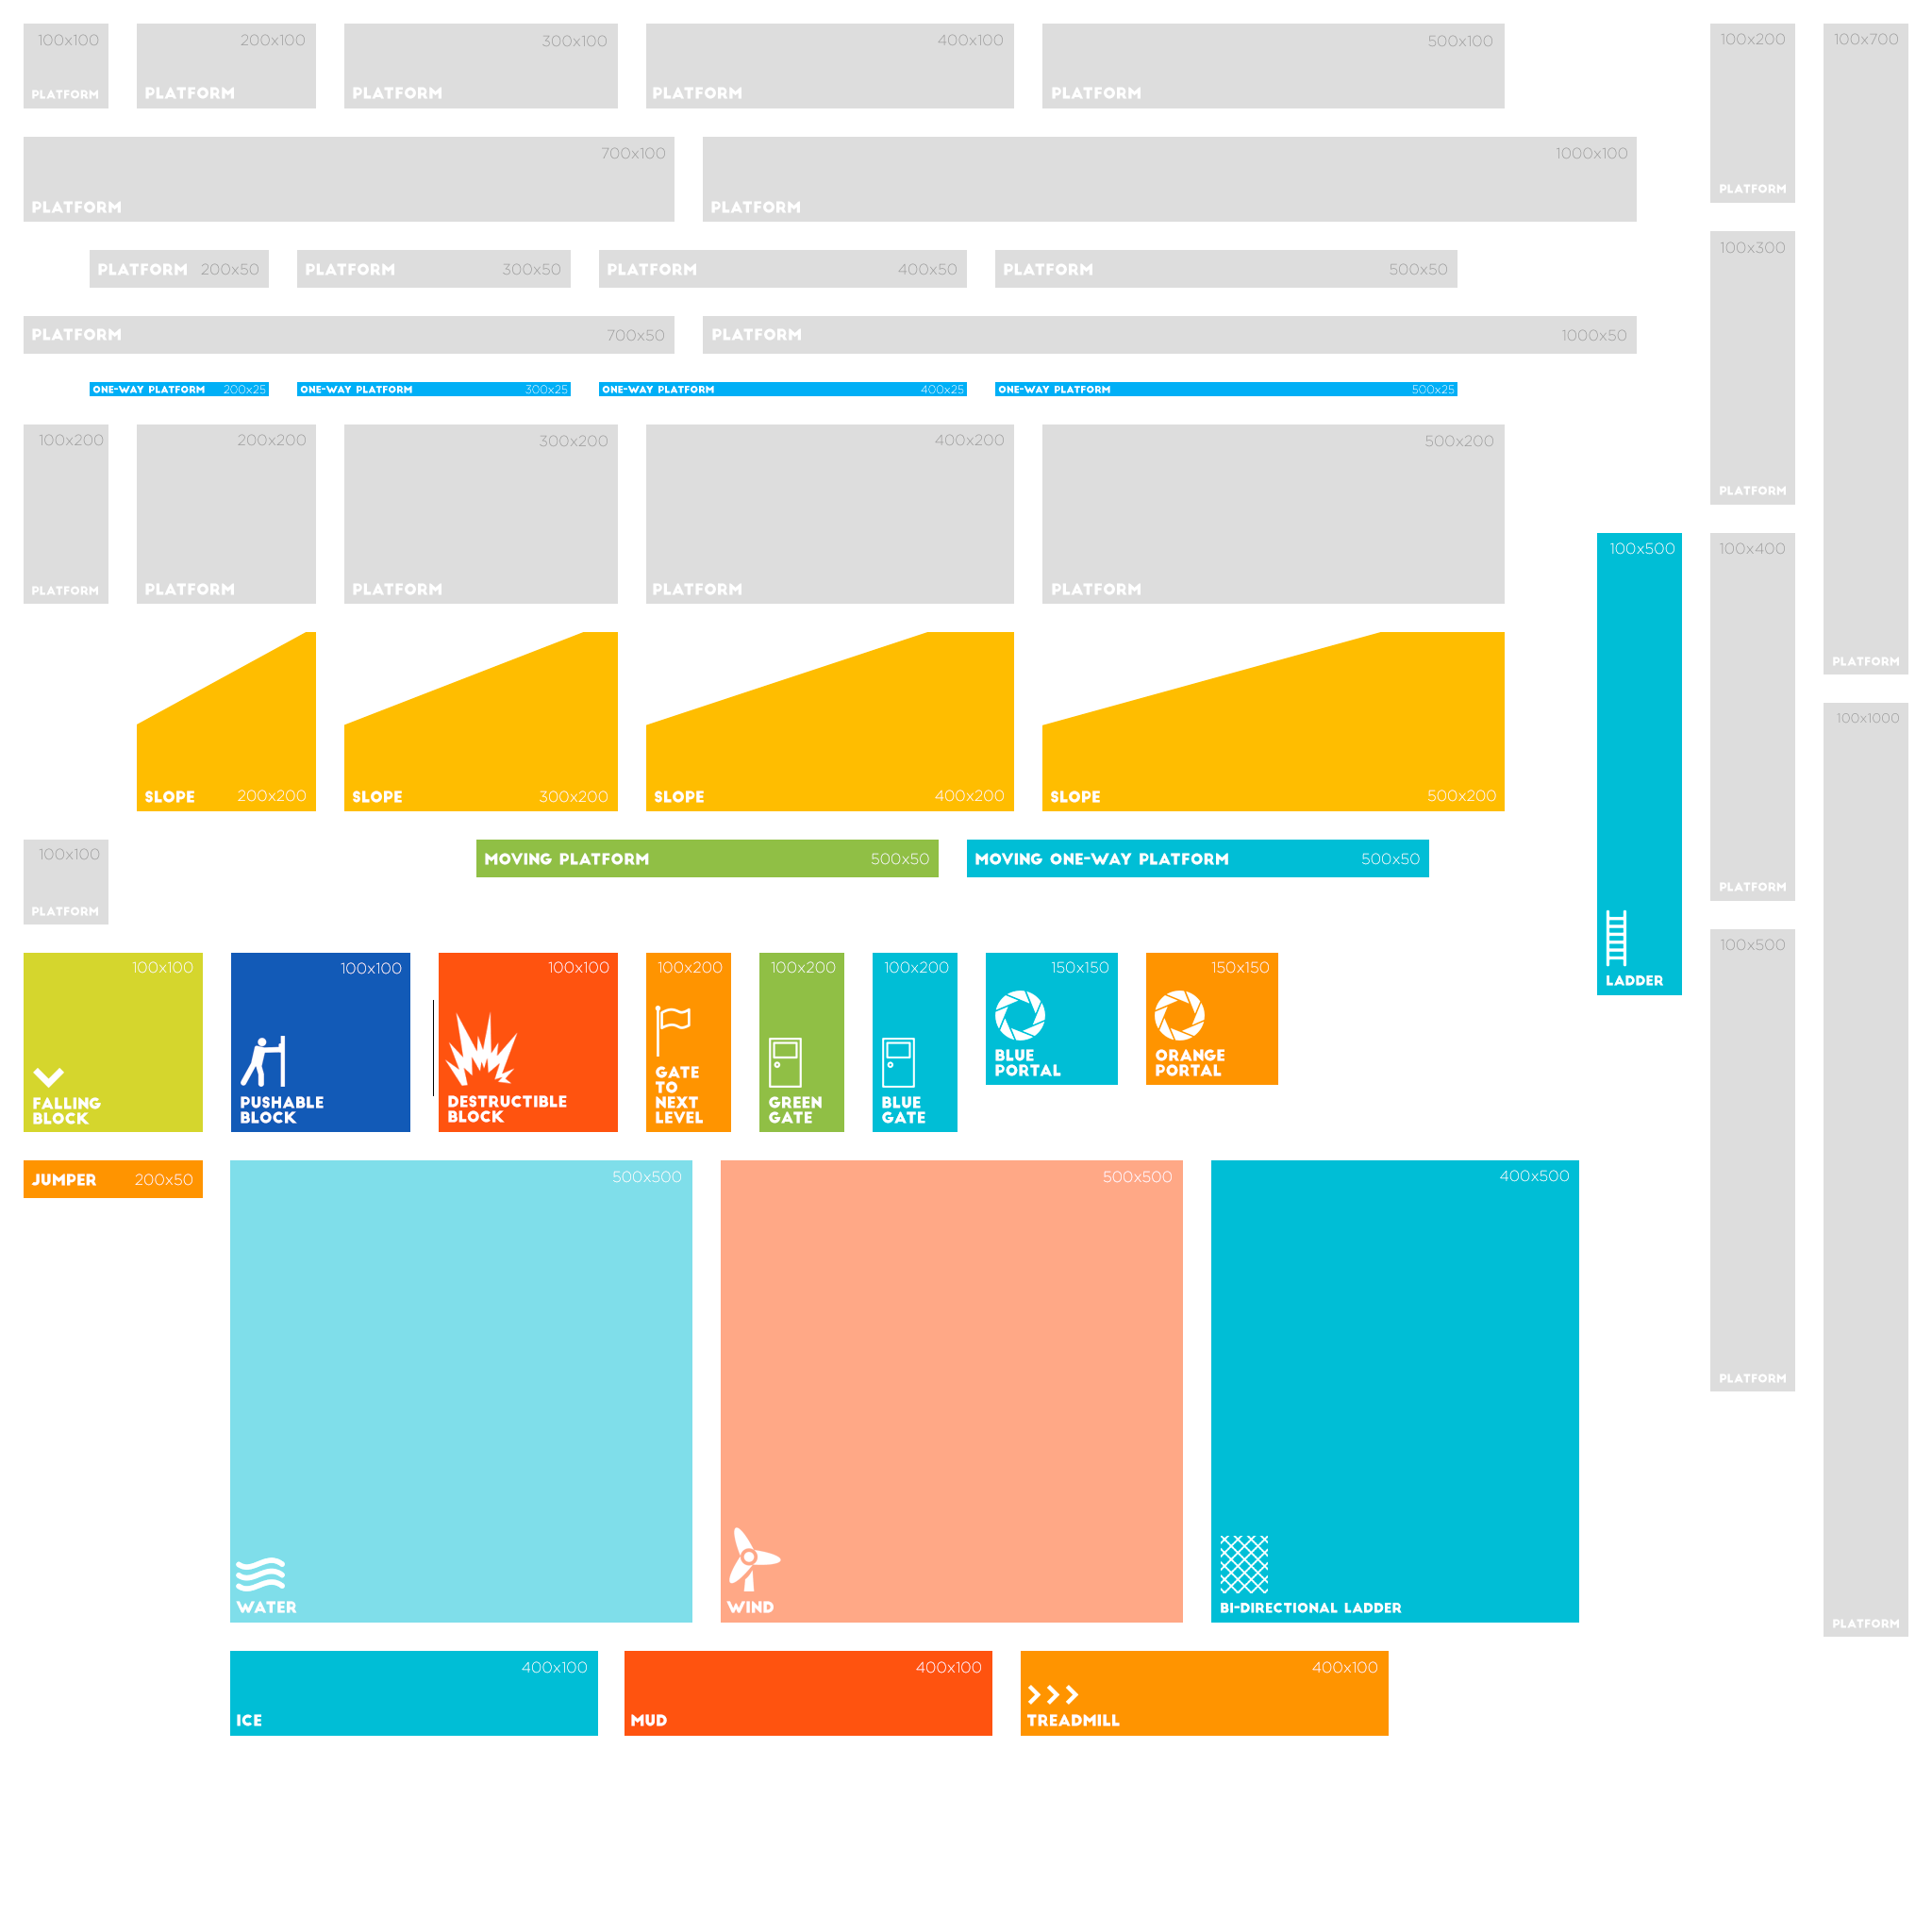 100x100
PLATFORM
200x100
PLATFORM
300x100
PLATFORM
400x100
PLATFORM
500x100
PLATFORM
100x200
PLATFORM
100x700
PLATFORM
700x100
PLATFORM
1000x100
PLATFORM
100x300
PLATFORM
PLATFORM 200x50
PLATFORM 300x50
PLATFORM 400x50
PLATFORM 500x50
PLATFORM 700x50
PLATFORM 1000x50
ONE-WAY PLATFORM 200x25
ONE-WAY PLATFORM 300x25
ONE-WAY PLATFORM 400x25
ONE-WAY PLATFORM 500x25
100x200
PLATFORM
200x200
PLATFORM
300x200
PLATFORM
400x200
PLATFORM
500x200
PLATFORM
100x500
LADDER
100x400
PLATFORM
SLOPE 200x200
SLOPE 300x200
SLOPE 400x200
SLOPE 500x200
100x1000
PLATFORM
100x100
PLATFORM
MOVING PLATFORM 500x50
MOVING ONE-WAY PLATFORM 500x50
100x500
PLATFORM
100x100
FALLING
BLOCK
100x100
PUSHABLE
BLOCK
100x100
DESTRUCTIBLE
BLOCK
100x200
GATE
TO
NEXT
LEVEL
100x200
GREEN
GATE
100x200
BLUE
GATE
150x150
BLUE
PORTAL
150x150
ORANGE
PORTAL
JUMPER 200x50
500x500
WATER
500x500
WIND
400x500
BI-DIRECTIONAL LADDER
400x100
ICE
400x100
MUD
400x100
TREADMILL